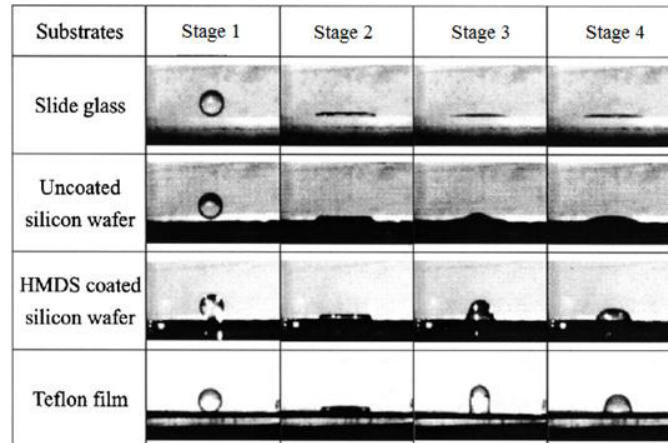 Substrates Stage 1 Stage 2 Stage 3 Stage 4
Slide glass
Uncoated
silicon wafer
HMDS coated
silicon wafer
Teflon film